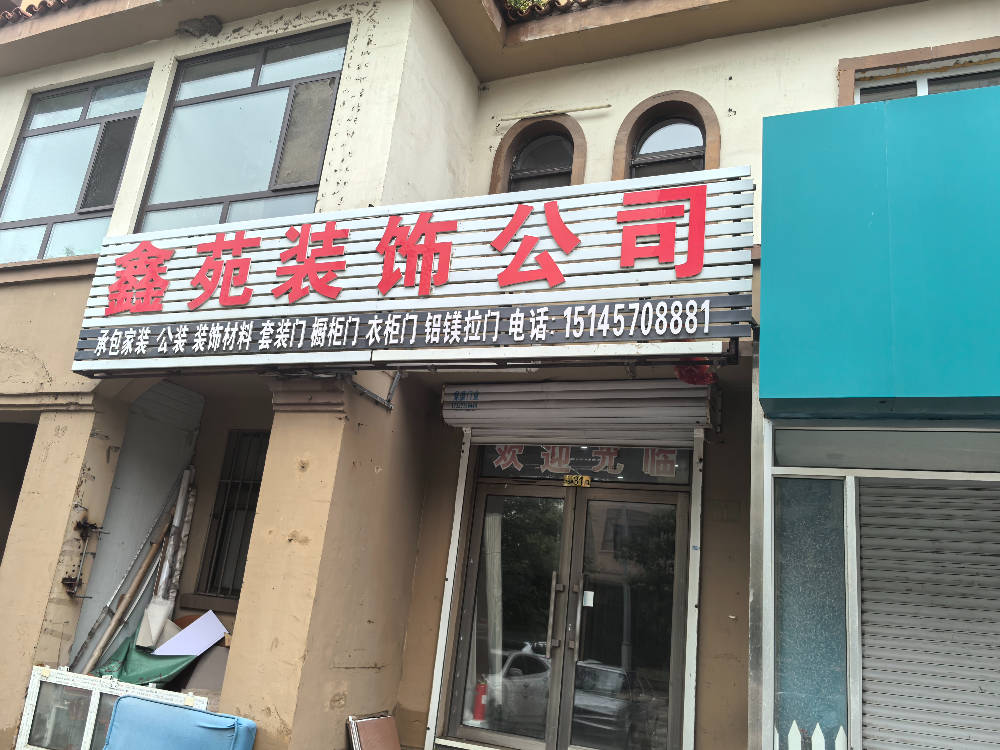 鑫苑装饰公司
承包家装 公装 装饰材料 套装门 橱柜门 衣柜门 铝镁拉门 电话: 15145708881
欢迎光临